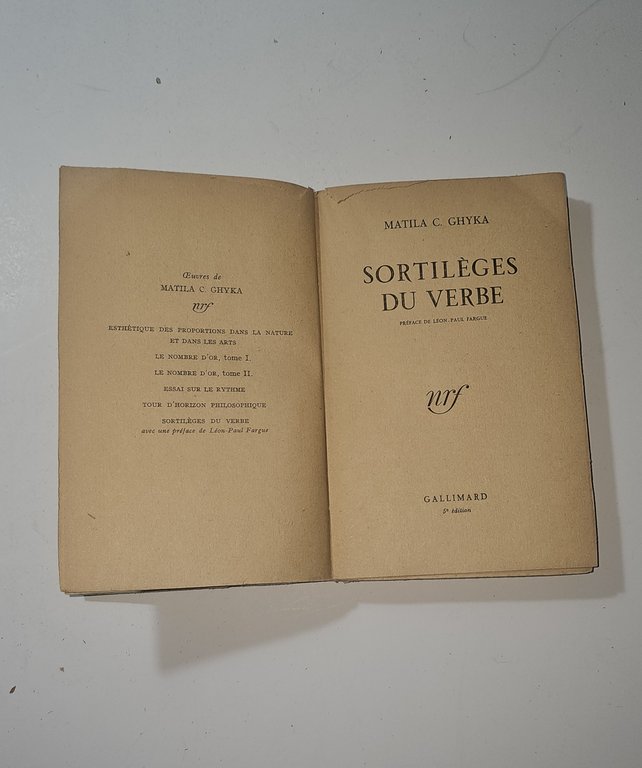 Œuvres de
MATILA C. GHYKA
nrf
ESTHÉTIQUE DES PROPORTIONS DANS LA NATURE
ET DANS LES ARTS
LE NOMBRE D'OR, tome I.
LE NOMBRE D'OR, tome II.
ESSAI SUR LE RYTHME
TOUR D'HORIZON PHILOSOPHIQUE
SORTILÈGES DU VERBE
avec une préface de Léon-Paul Fargue
MATILA C. GHYKA
SORTILÈGES
DU VERBE
PRÉFACE DE LÉON-PAUL FARGUE
nrf
GALLIMARD
5e édition